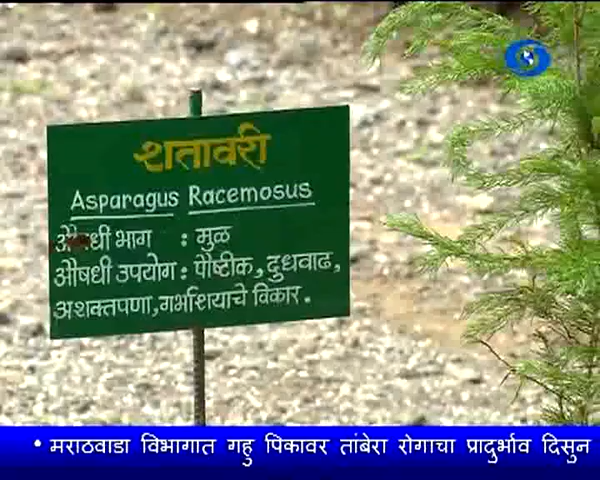 शतावरी
Asparagus Racemosus
औषधी भाग : मुळ
औषधी उपयोग : पौष्टीक, दुधवाढ,
अशक्तपणा, गर्भाशयाचे विकार.
* मराठवाडा विभागात गहु पिकावर तांबेरा रोगाचा प्रादुर्भाव दिसुन